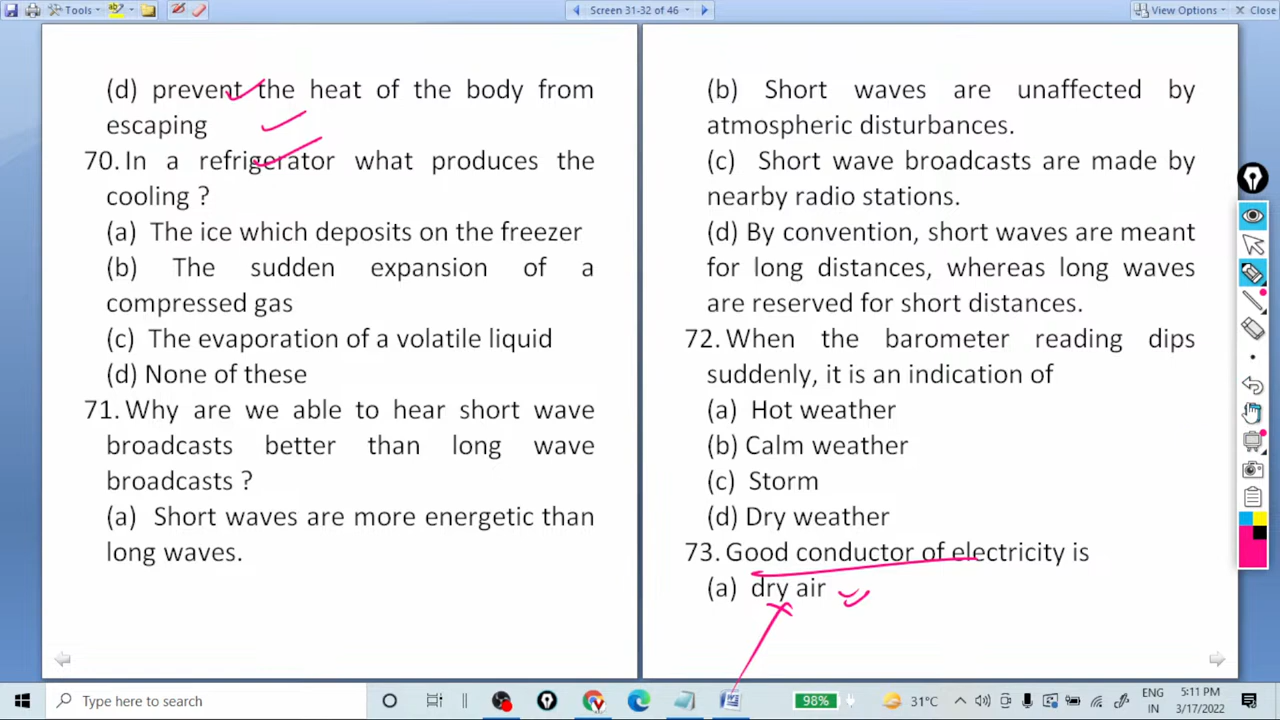 Tools
Screen 31-32 of 46
View Options
Close
(d) prevent the heat of the body from
escaping
70. In a refrigerator what produces the
cooling ?
(a) The ice which deposits on the freezer
(b) The sudden expansion of a
compressed gas
(c) The evaporation of a volatile liquid
(d) None of these
71. Why are we able to hear short wave
broadcasts better than long wave
broadcasts ?
(a) Short waves are more energetic than
long waves.
(b) Short waves are unaffected by
atmospheric disturbances.
(c) Short wave broadcasts are made by
nearby radio stations.
(d) By convention, short waves are meant
for long distances, whereas long waves
are reserved for short distances.
72. When the barometer reading dips
suddenly, it is an indication of
(a) Hot weather
(b) Calm weather
(c) Storm
(d) Dry weather
73. Good conductor of electricity is
(a) dry air
Type here to search
98%
31°C
ENG
IN
5:11 PM
3/17/2022